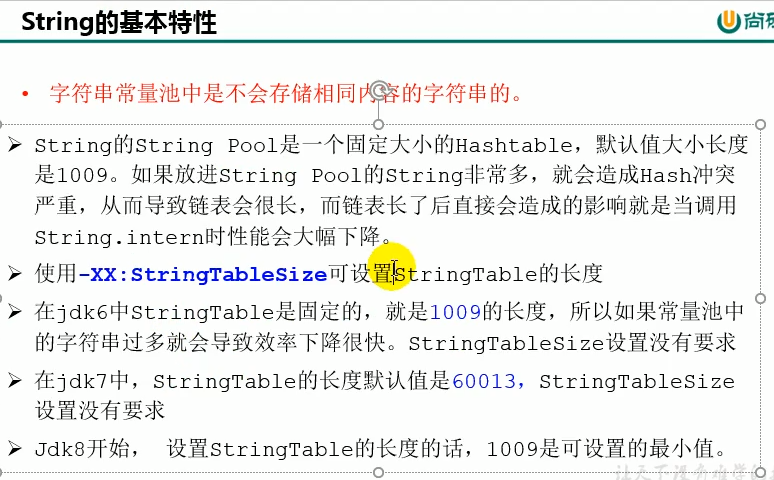 String的基本特性
尚硅
• 字符串常量池中是不会存储相同内容的字符串的。
➢ String的String Pool是一个固定大小的Hashtable，默认值大小长度
是1009。如果放进String Pool的String非常多，就会造成Hash冲突
严重，从而导致链表会很长，而链表长了后直接会造成的影响就是当调用
String.intern时性能会大幅下降。
➢ 使用-XX:StringTableSize可设置StringTable的长度
➢ 在jdk6中StringTable是固定的，就是1009的长度，所以如果常量池中
的字符串过多就会导致效率下降很快。StringTableSize设置没有要求
➢ 在jdk7中，StringTable的长度默认值是60013，StringTableSize
设置没有要求
➢ Jdk8开始， 设置StringTable的长度的话，1009是可设置的最小值。
让天下没有难学的